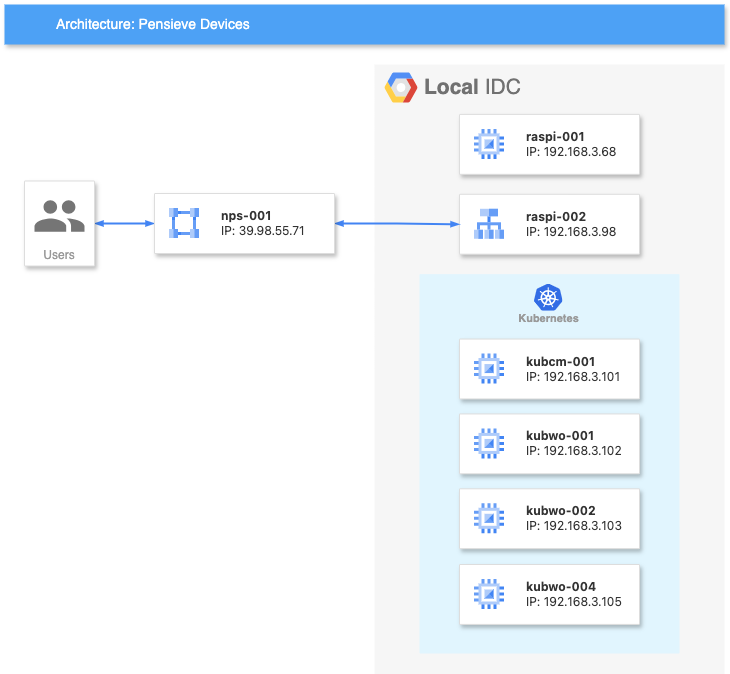 Architecture: Pensieve Devices
Local IDC
raspi-001
IP: 192.168.3.68
Users
nps-001
IP: 39.98.55.71
raspi-002
IP: 192.168.3.98
Kubernetes
kubcm-001
IP: 192.168.3.101
kubwo-001
IP: 192.168.3.102
kubwo-002
IP: 192.168.3.103
kubwo-004
IP: 192.168.3.105